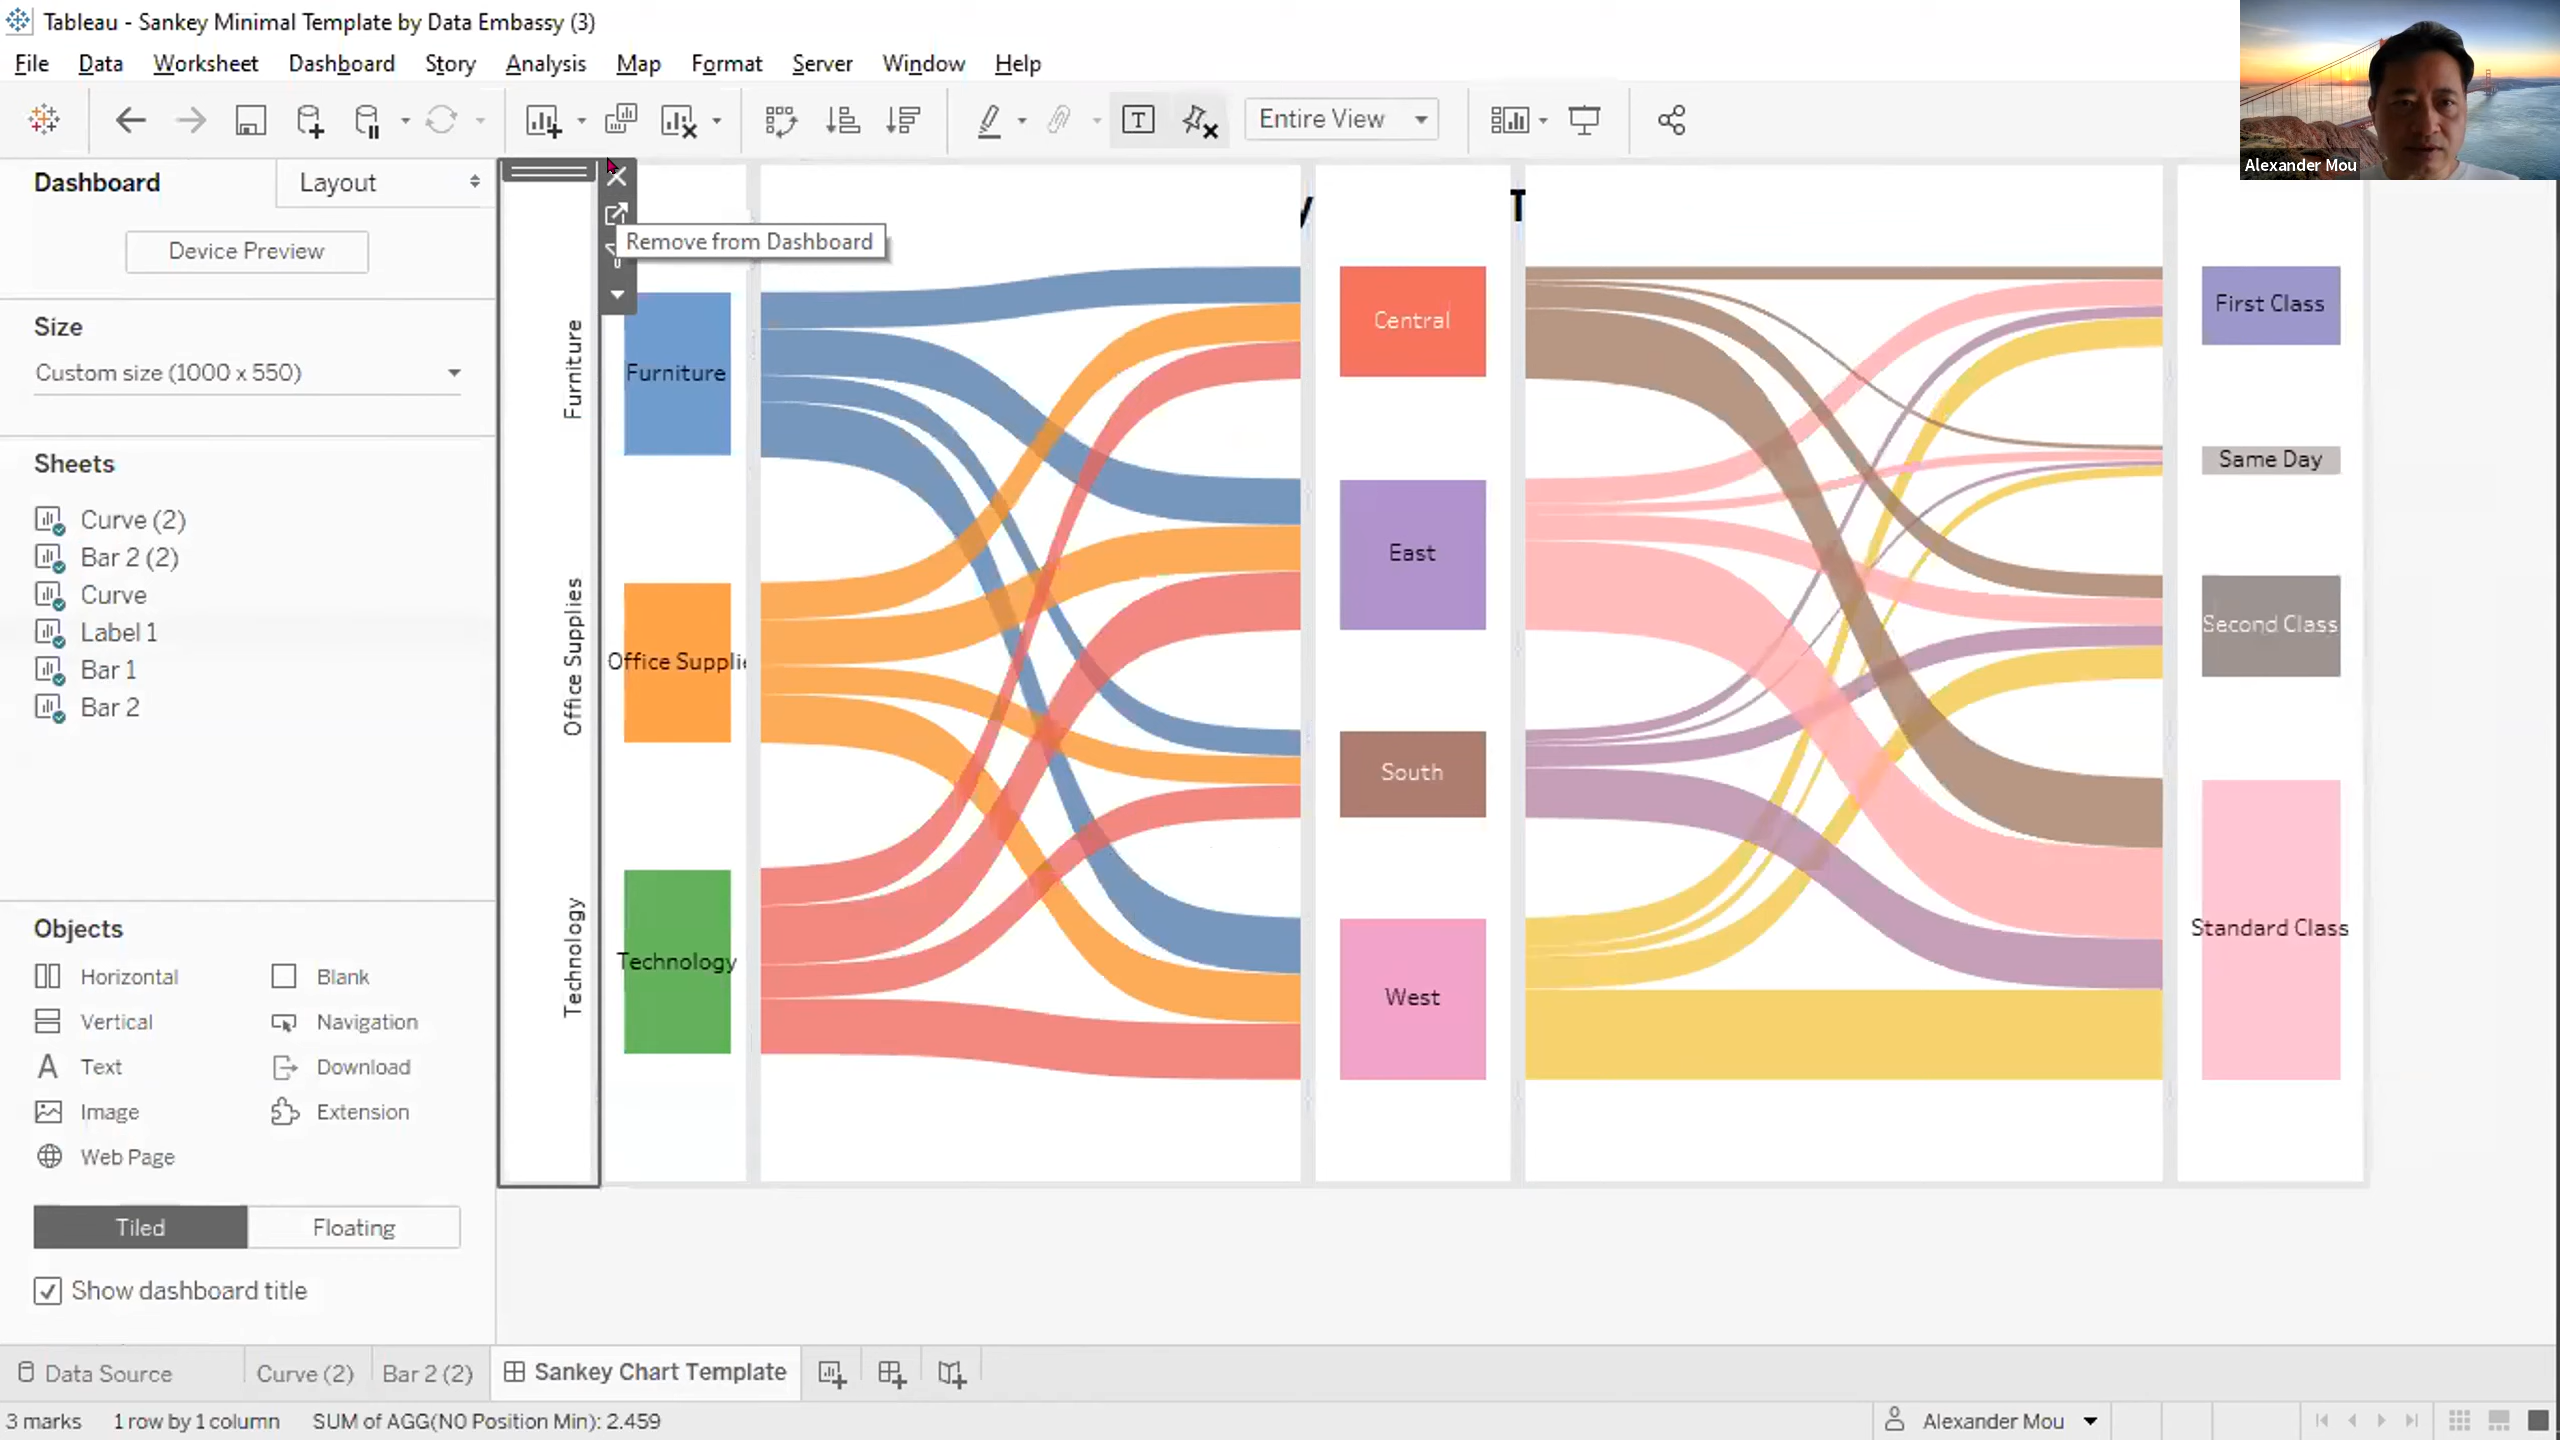 Tableau - Sankey Minimal Template by Data Embassy (3)
File Data Worksheet Dashboard Story Analysis Map Format Server Window Help
Entire View
Alexander Mou
Dashboard
Layout
Device Preview
Size
Custom size (1000 x 550)
Sheets
Curve (2)
Bar 2 (2)
Curve
Label 1
Bar 1
Bar 2
Objects
Horizontal
Blank
Vertical
Navigation
Text
Download
Image
Extension
Web Page
Tiled
Floating
Show dashboard title
Remove from Dashboard
y
T
Furniture
Office Supplies
Technology
Furniture
Office Supplie
Technology
Central
East
South
West
First Class
Same Day
Second Class
Standard Class
Data Source
Curve (2)
Bar 2 (2)
Sankey Chart Template
3 marks
1 row by 1 column
SUM of AGG(N0 Position Min): 2.459
Alexander Mou